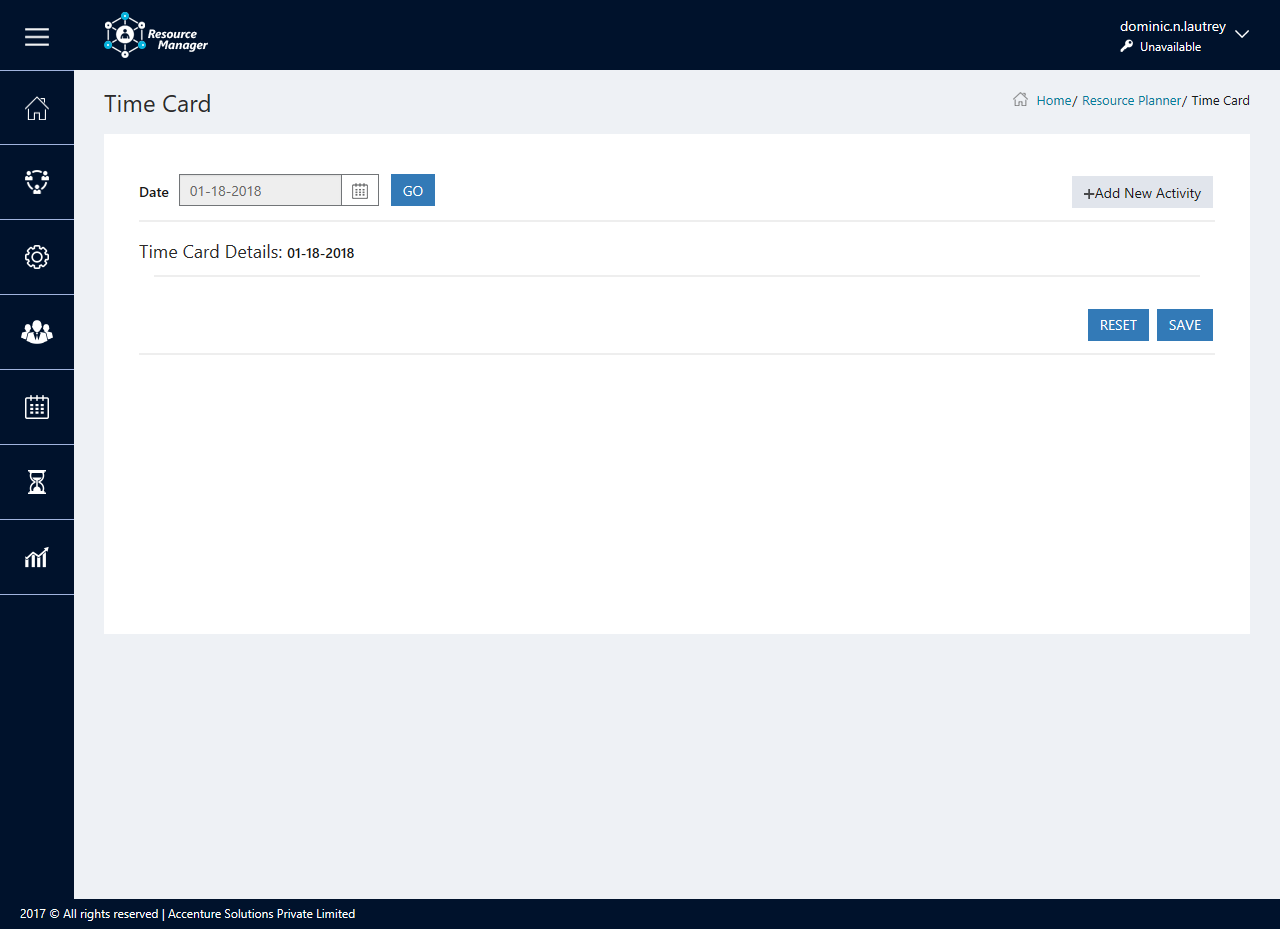 Resource
Manager
dominic.n.lautrey
Unavailable
Time Card
Home/ Resource Planner/ Time Card
Date 01-18-2018 GO
+Add New Activity
Time Card Details: 01-18-2018
RESET SAVE
2017 © All rights reserved | Accenture Solutions Private Limited